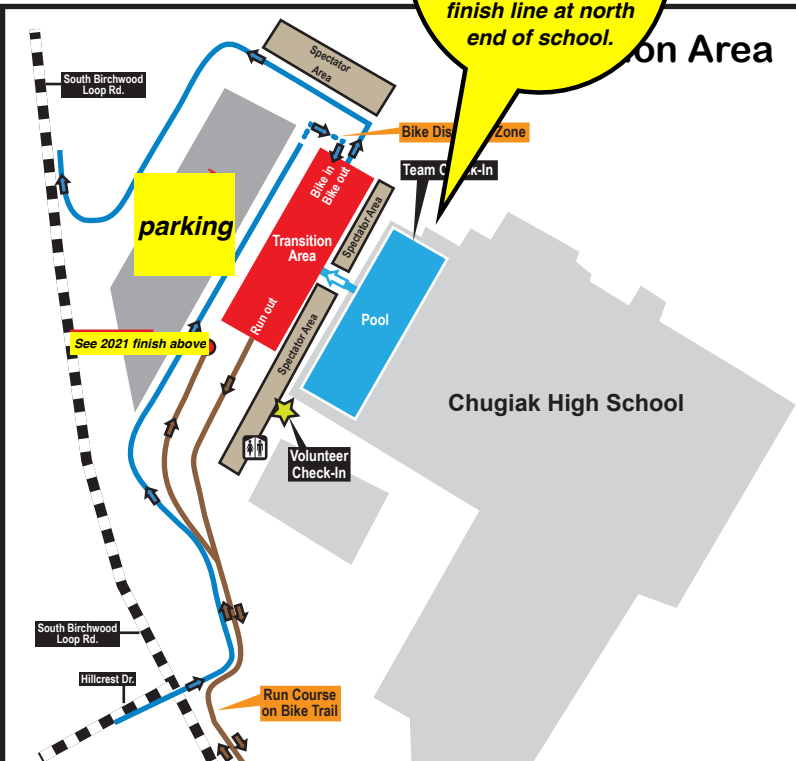 finish line at north
end of school.
on Area
Spectator
Area
South Birchwood
Loop Rd.
Bike Dis Zone
Team Ck-In
Bike in
Bike out
parking
Spectator Area
Transition
Area
Run out
Spectator Area
Pool
See 2021 finish above
Chugiak High School
Volunteer
Check-In
South Birchwood
Loop Rd.
Hillcrest Dr.
Run Course
on Bike Trail